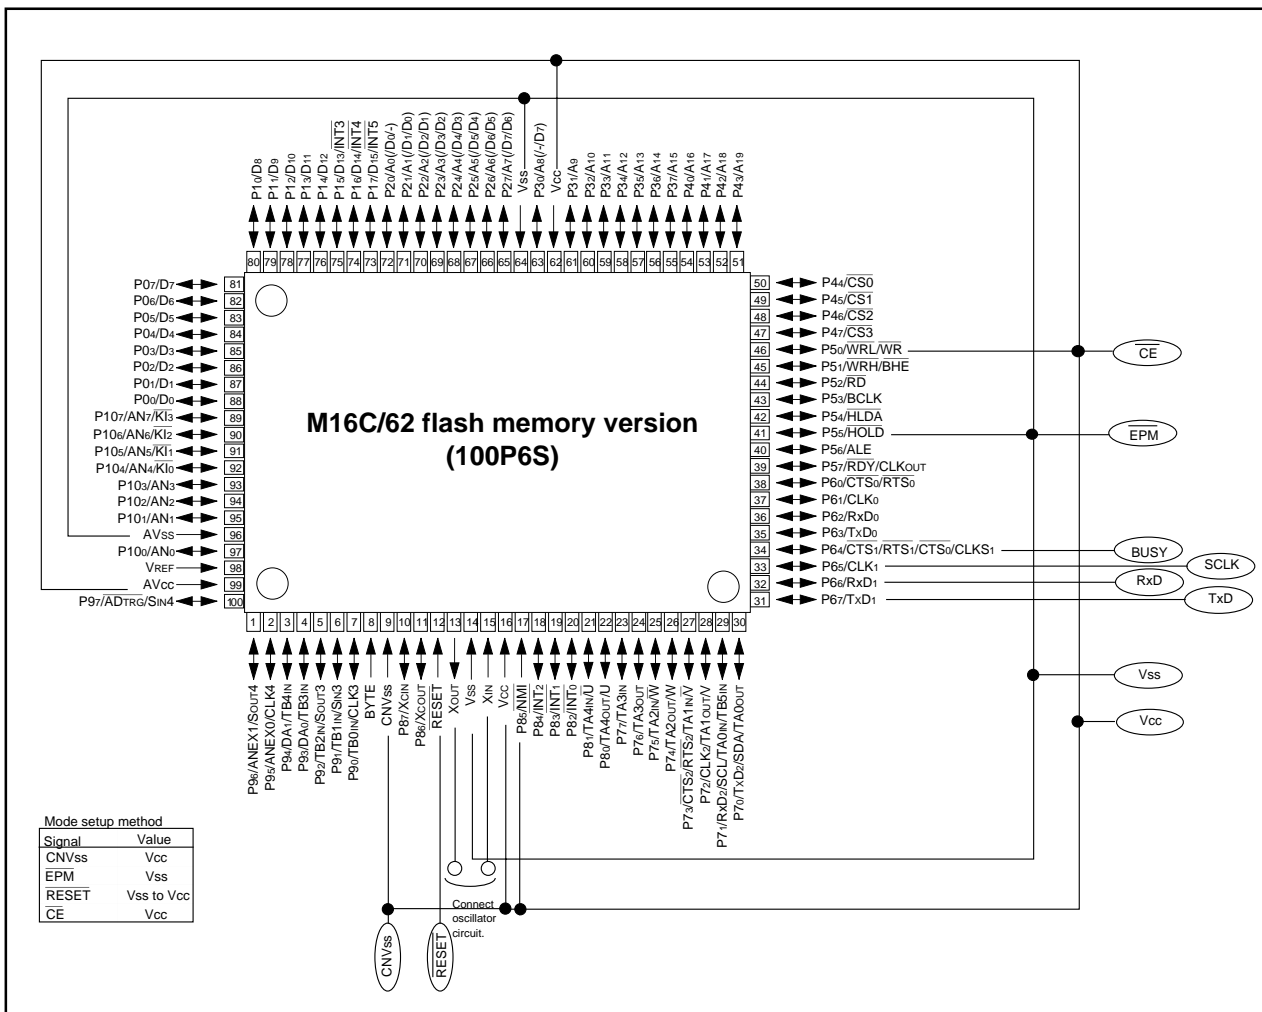 P10/D8
P11/D9
P12/D10
P13/D11
P14/D12
P15/D13/INT3
P16/D14/INT4
P17/D15/INT5
P20/A0(/D0/-)
P21/A1(/D1/D0)
P22/A2(/D2/D1)
P23/A3(/D3/D2)
P24/A4(/D4/D3)
P25/A5(/D5/D4)
P26/A6(/D6/D5)
P27/A7(/D7/D6)
Vss
P30/A8(/-/D7)
Vcc
P31/A9
P32/A10
P33/A11
P34/A12
P35/A13
P36/A14
P37/A15
P40/A16
P41/A17
P42/A18
P43/A19
80 79 78 77 76 75 74 73 72 71 70 69 68 67 66 65 64 63 62 61 60 59 58 57 56 55 54 53 52 51
P07/D7 81
P06/D6 82
P05/D5 83
P04/D4 84
P03/D3 85
P02/D2 86
P01/D1 87
P00/D0 88
P107/AN7/KI3 89
P106/AN6/KI2 90
P105/AN5/KI1 91
P104/AN4/KI0 92
P103/AN3 93
P102/AN2 94
P101/AN1 95
AVss 96
P100/AN0 97
VREF 98
AVcc 99
P97/ADTRG/SIN4 100
M16C/62 flash memory version
(100P6S)
50 P44/CS0
49 P45/CS1
48 P46/CS2
47 P47/CS3
46 P50/WRL/WR
CE
45 P51/WRH/BHE
44 P52/RD
43 P53/BCLK
42 P54/HLDA
41 P55/HOLD
EPM
40 P56/ALE
39 P57/RDY/CLKOUT
38 P60/CTS0/RTS0
37 P61/CLK0
36 P62/RxD0
35 P63/TxD0
34 P64/CTS1/RTS1/CTS0/CLKS1
BUSY
33 P65/CLK1
SCLK
32 P66/RxD1
RxD
31 P67/TxD1
TxD
Vss
Vcc
1 2 3 4 5 6 7 8 9 10 11 12 13 14 15 16 17 18 19 20 21 22 23 24 25 26 27 28 29 30
P96/ANEX1/SOUT4
P95/ANEX0/CLK4
P94/DA1/TB4IN
P93/DA0/TB3IN
P92/TB2IN/SOUT3
P91/TB1IN/SIN3
P90/TB0IN/CLK3
BYTE
CNVss
P87/XCIN
P86/XCOUT
RESET
XOUT
Vss
XIN
Vcc
P85/NMI
P84/INT2
P83/INT1
P82/INT0
P81/TA4IN/U
P80/TA4OUT/U
P77/TA3IN
P76/TA3OUT
P75/TA2IN/W
P74/TA2OUT/W
P73/CTS2/RTS2/TA1IN/V
P72/CLK2/TA1OUT/V
P71/RxD2/SCL/TA0IN/TB5IN
P70/TxD2/SDA/TA0OUT
Connect
oscillator
circuit.
CNVss
RESET
Mode setup method
Signal Value
CNVss Vcc
EPM Vss
RESET Vss to Vcc
CE Vcc